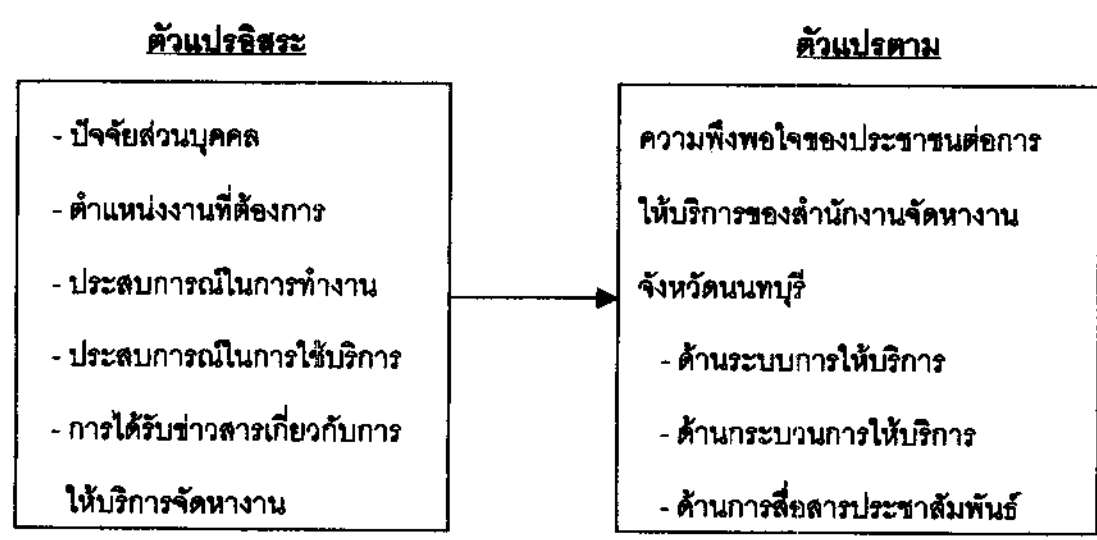 ตัวแปรอิสระ
- ปัจจัยส่วนบุคคล
- ตำแหน่งงานที่ต้องการ
- ประสบการณ์ในการทำงาน
- ประสบการณ์ในการใช้บริการ
- การได้รับข่าวสารเกี่ยวกับการ
ให้บริการจัดหางาน
ตัวแปรตาม
ความพึงพอใจของประชาชนต่อการ
ให้บริการของสำนักงานจัดหางาน
จังหวัดนนทบุรี
- ด้านระบบการให้บริการ
- ด้านกระบวนการให้บริการ
- ด้านการสื่อสารประชาสัมพันธ์